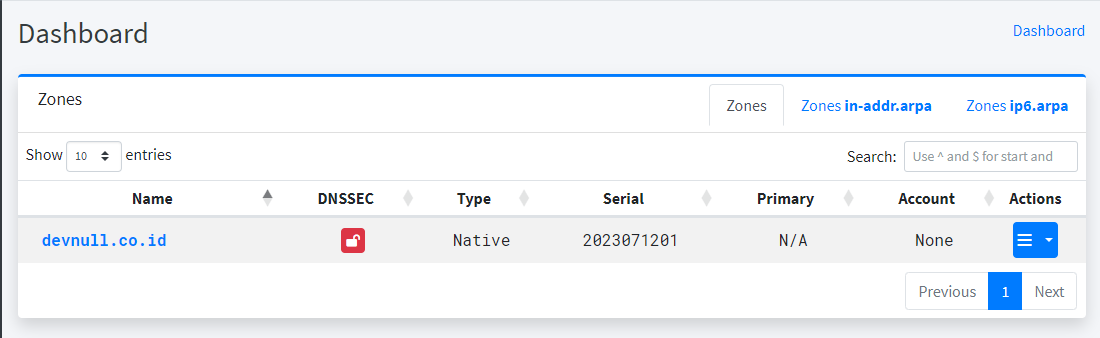 Dashboard
Dashboard
Zones
Zones
Zones in-addr.arpa
Zones ip6.arpa
Show 10 entries
Search: Use ^ and $ for start and
Name DNSSEC Type Serial Primary Account Actions
devnull.co.id Native 2023071201 N/A None
Previous 1 Next